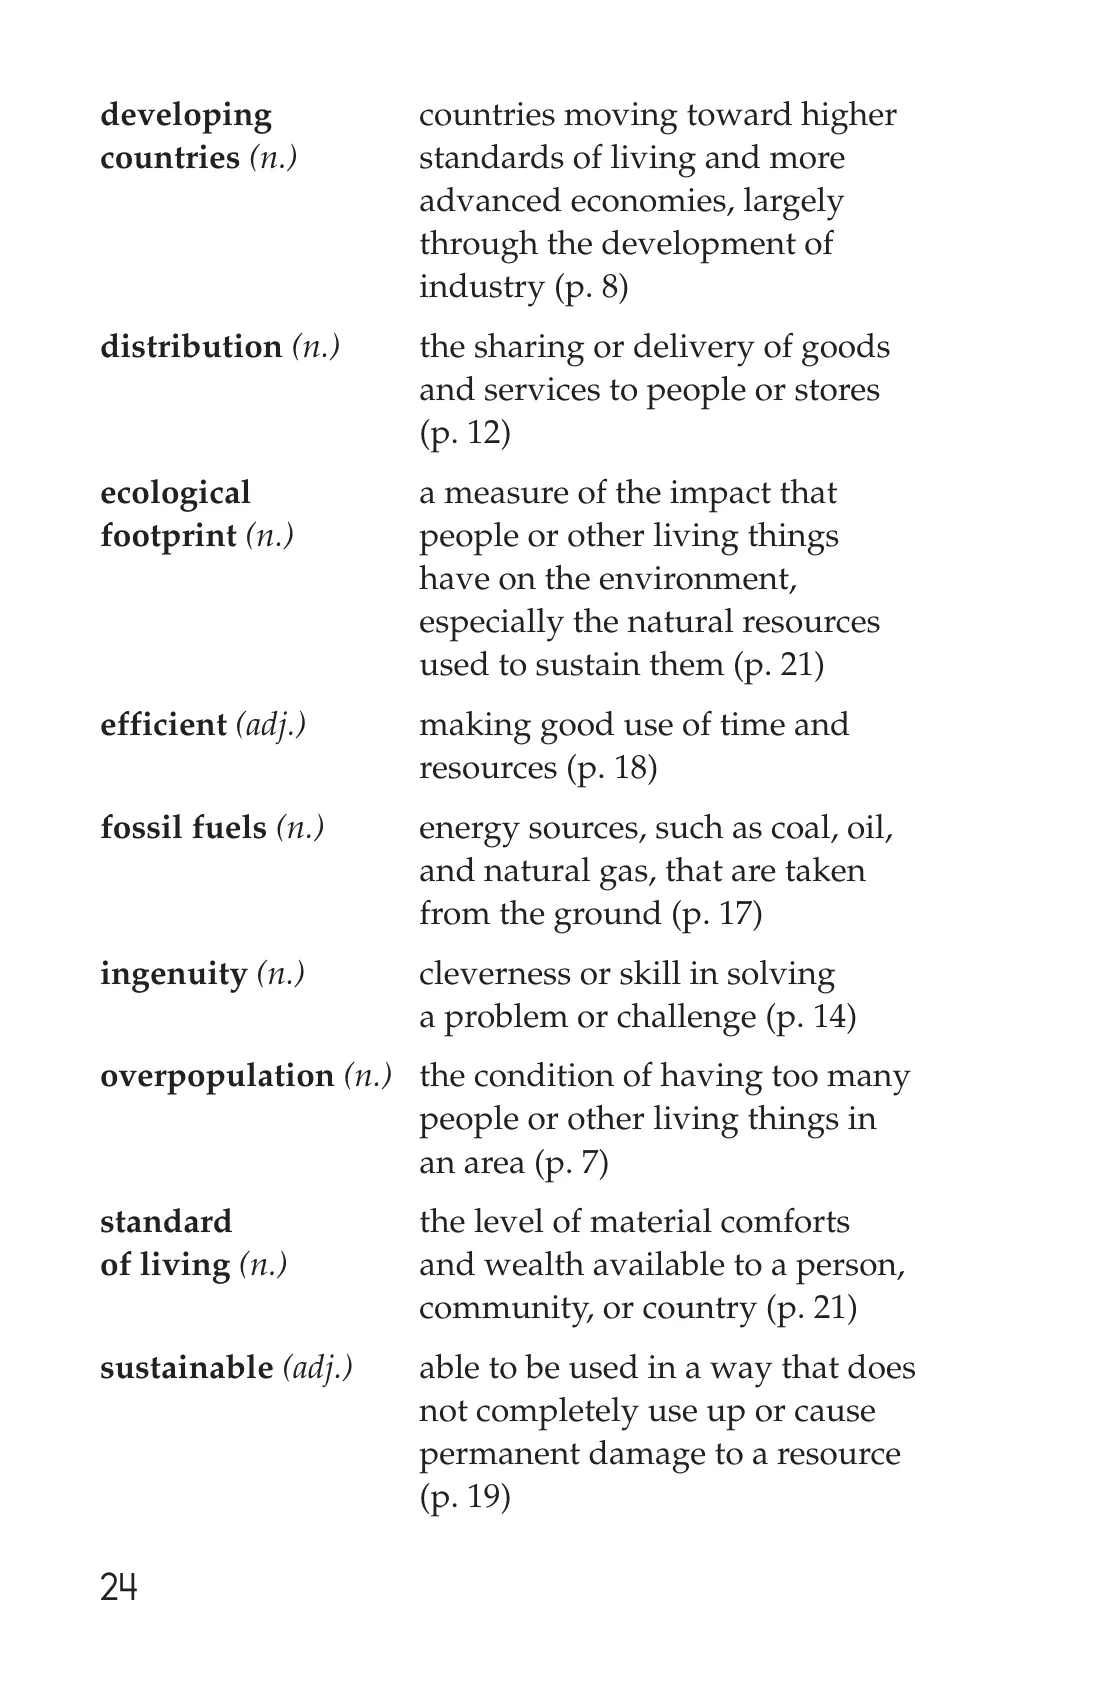 developing countries moving toward higher
countries (n.) standards of living and more
advanced economies, largely
through the development of
industry (p. 8)
distribution (n.) the sharing or delivery of goods
and services to people or stores
(p. 12)
ecological a measure of the impact that
footprint (n.) people or other living things
have on the environment,
especially the natural resources
used to sustain them (p. 21)
efficient (adj.) making good use of time and
resources (p. 18)
fossil fuels (n.) energy sources, such as coal, oil,
and natural gas, that are taken
from the ground (p. 17)
ingenuity (n.) cleverness or skill in solving
a problem or challenge (p. 14)
overpopulation (n.) the condition of having too many
people or other living things in
an area (p. 7)
standard the level of material comforts
of living (n.) and wealth available to a person,
community, or country (p. 21)
sustainable (adj.) able to be used in a way that does
not completely use up or cause
permanent damage to a resource
(p. 19)
24